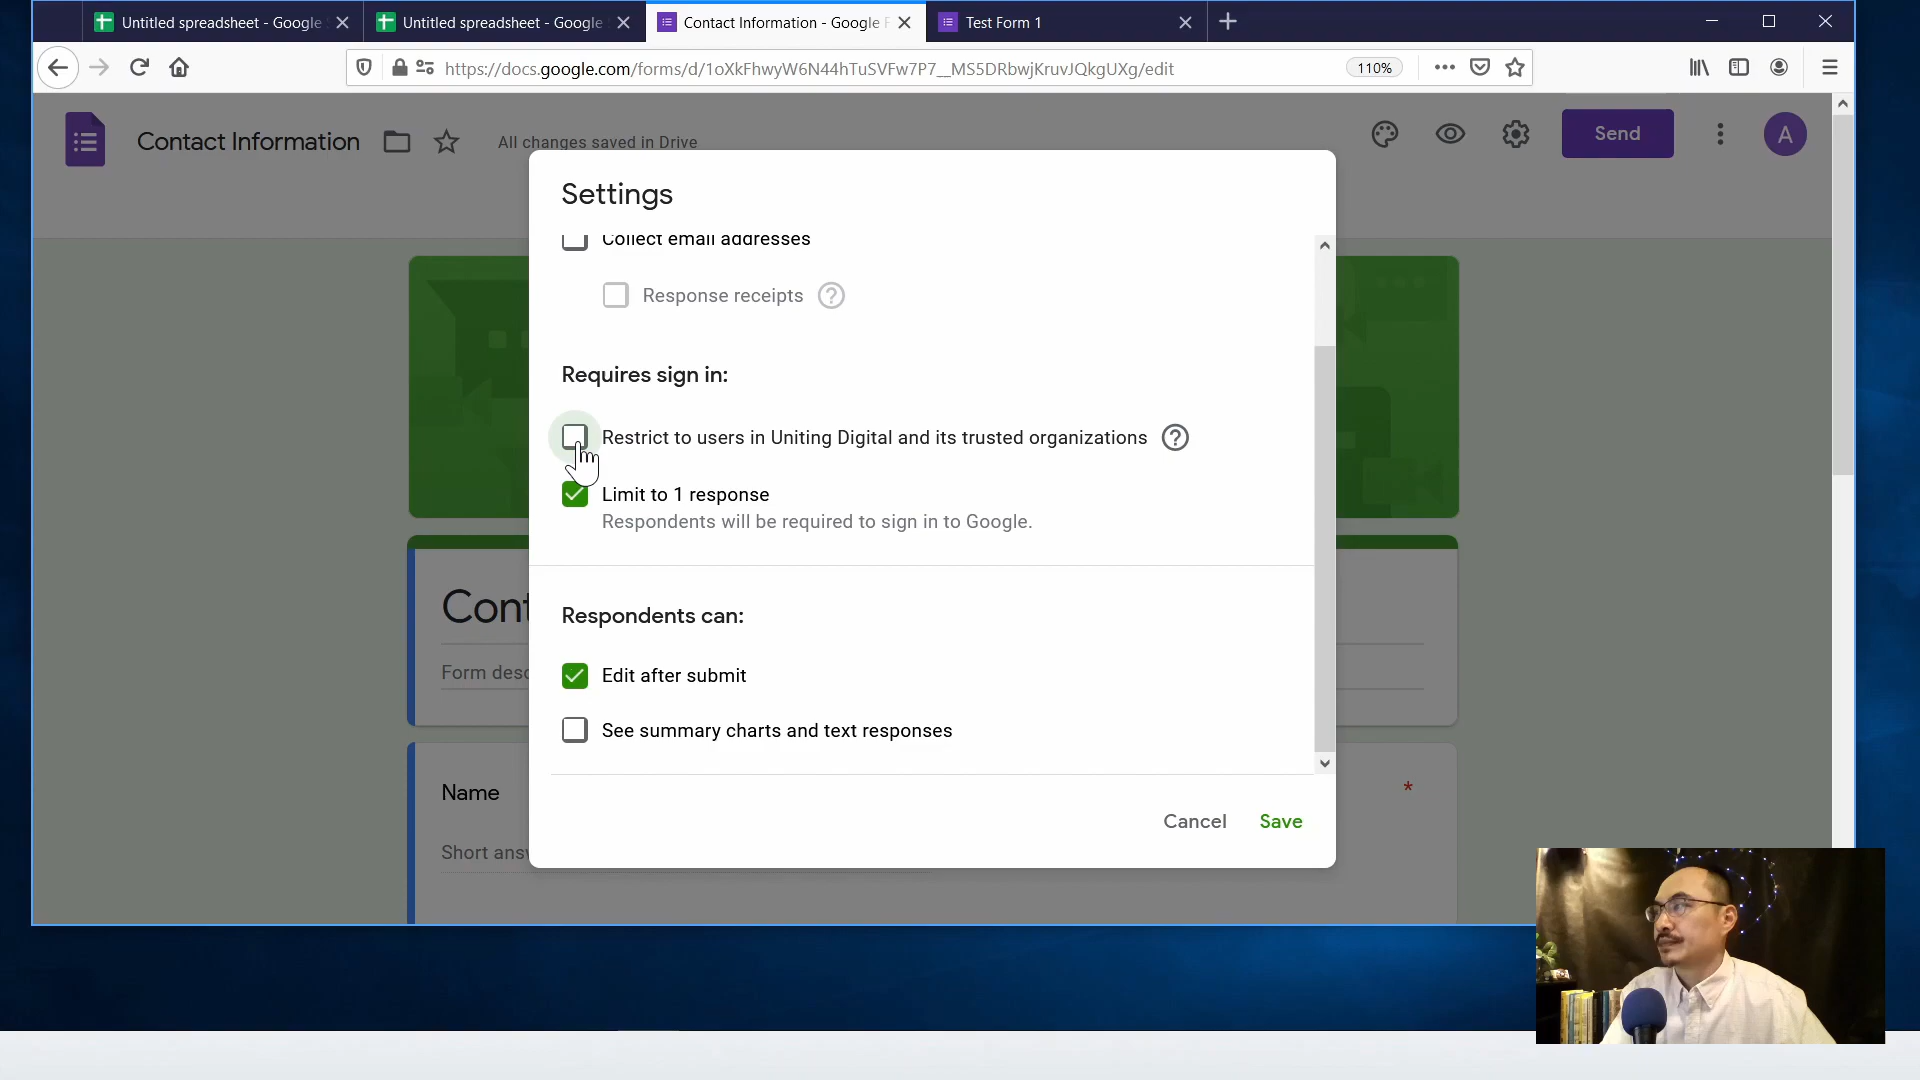 Untitled spreadsheet - Google S
Untitled spreadsheet - Google S
Contact Information - Google F
Test Form 1
https://docs.google.com/forms/d/1oXkFhwyW6N44hTuSVFw7P7__MS5DRbwjKruvJQkgUXg/edit
110%
Contact Information
All changes saved in Drive
Send
A
Settings
Collect email addresses
Response receipts
Requires sign in:
Restrict to users in Uniting Digital and its trusted organizations
Limit to 1 response
Respondents will be required to sign in to Google.
Respondents can:
Cont
Form desc
Edit after submit
See summary charts and text responses
Name
*
Short ans
Cancel
Save